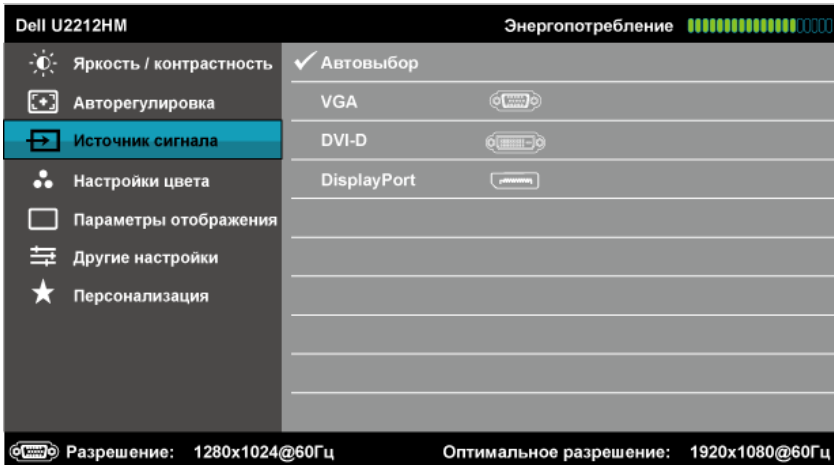 Dell U2212HM Энергопотребление
Яркость / контрастность Автовыбор
Авторегулировка VGA
Источник сигнала DVI-D
Настройки цвета DisplayPort
Параметры отображения
Другие настройки
Персонализация
Разрешение: 1280x1024@60Гц Оптимальное разрешение: 1920x1080@60Гц